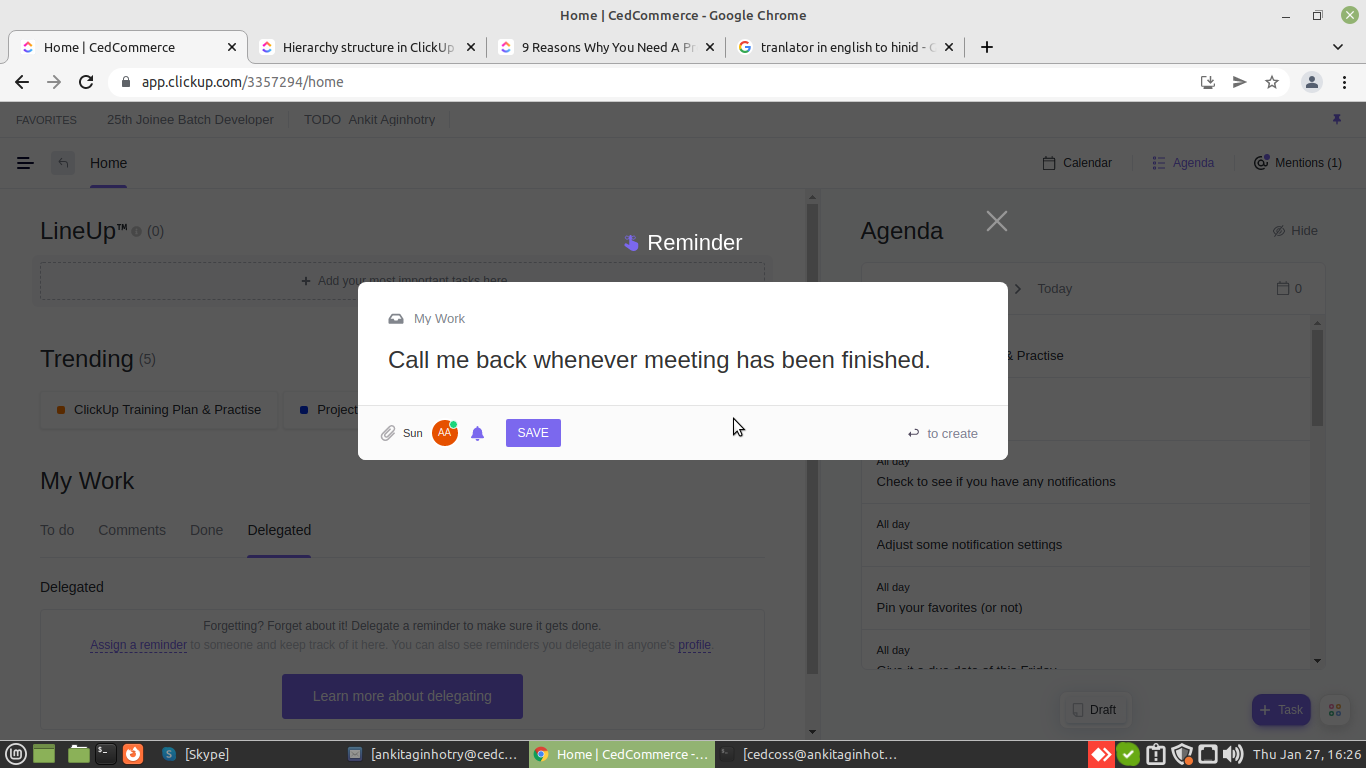 Home | CedCommerce - Google Chrome
Home | CedCommerce
Hierarchy structure in ClickUp
9 Reasons Why You Need A Pr
tranlator in english to hinid -
app.clickup.com/3357294/home
FAVORITES
25th Joinee Batch Developer
TODO Ankit Aginhotry
Home
Calendar
Agenda
Mentions (1)
LineUp™ (0)
Agenda
Hide
Reminder
Add your most important tasks here
Today
0
My Work
Call me back whenever meeting has been finished.
& Practise
Trending (5)
ClickUp Training Plan & Practise
Project
Sun
AA
SAVE
to create
All day
Check to see if you have any notifications
My Work
To do
Comments
Done
Delegated
All day
Adjust some notification settings
Delegated
All day
Pin your favorites (or not)
Forgetting? Forget about it! Delegate a reminder to make sure it gets done.
Assign a reminder to someone and keep track of it here. You can also see reminders you delegate in anyone's profile.
All day
Give it a due date of this Friday
Learn more about delegating
Draft
+ Task
[Skype]
[ankitaginhotry@cedc...
Home | CedCommerce -...
[cedcoss@ankitaginhot...
Thu Jan 27, 16:26